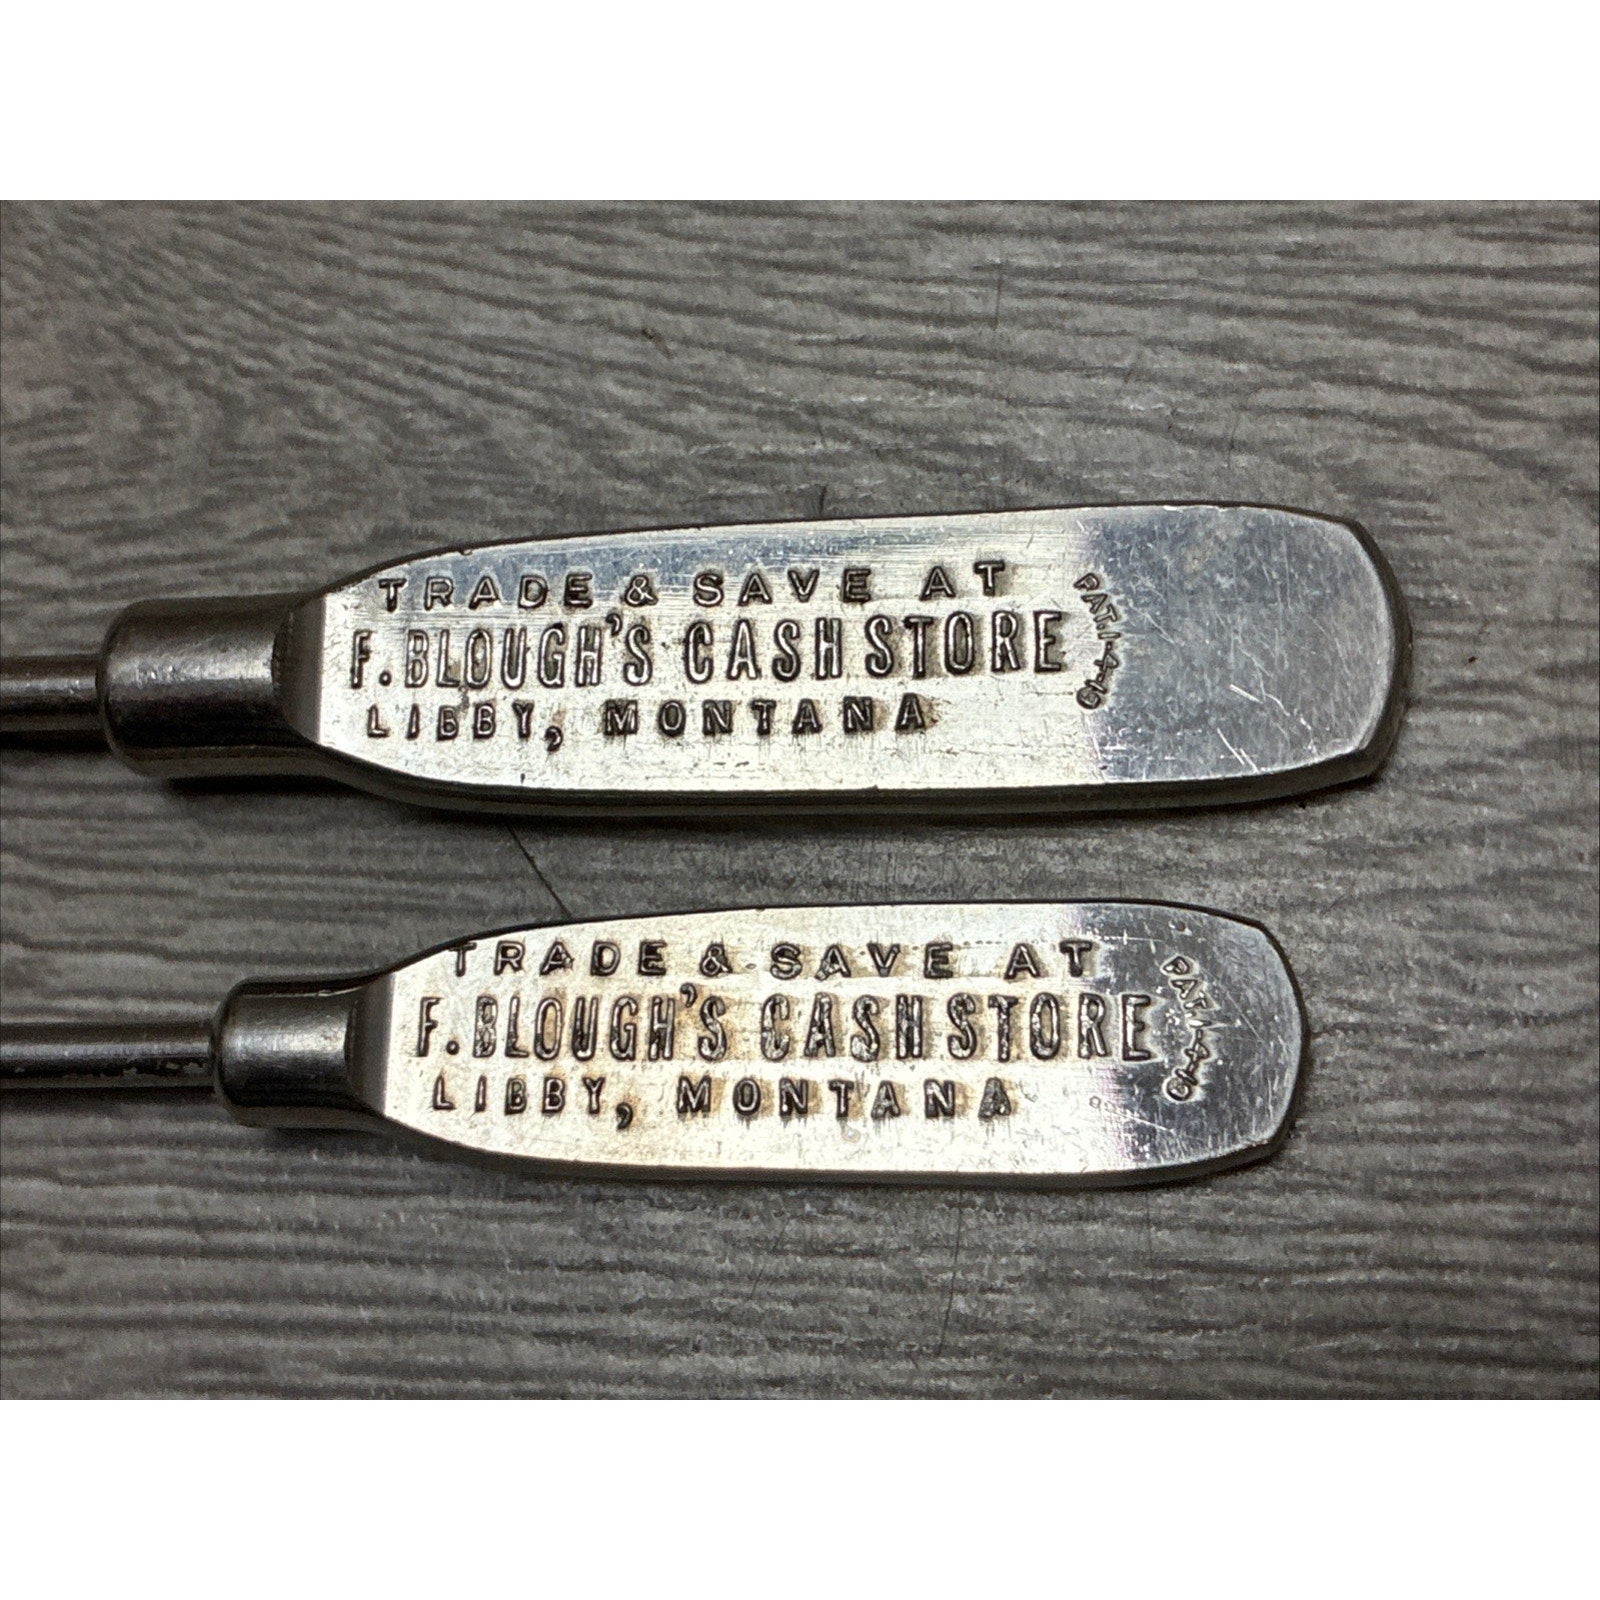 TRADE & SAVE AT
F. BLOUGH'S CASH STORE
LIBBY, MONTANA
TRADE & SAVE AT
F. BLOUGH'S CASH STORE
LIBBY, MONTANA